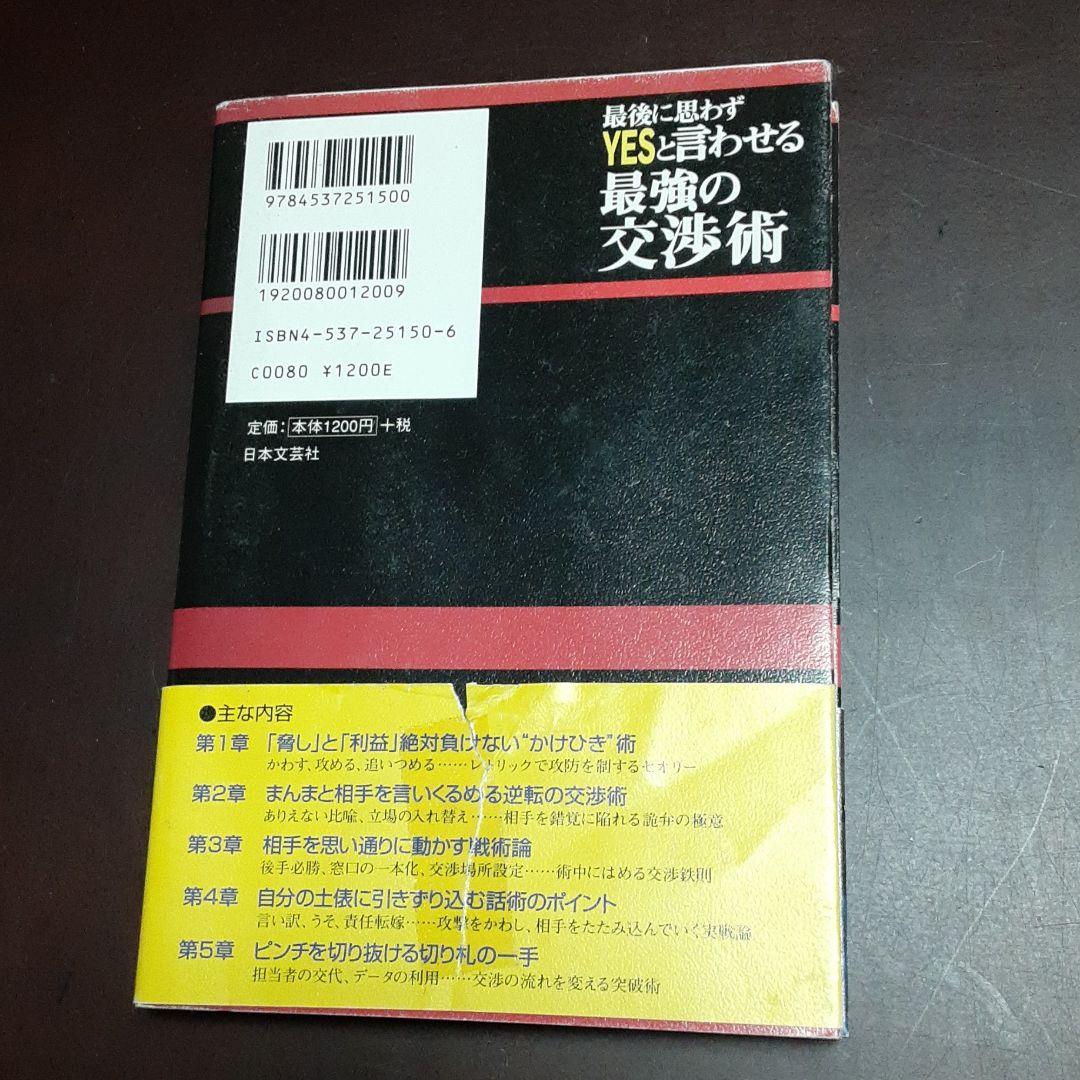 最後に思わず
YESと言わせる
最強の
交渉術
9784537251500
1920080012009
ISBN4-537-25150-6
C0080 ¥1200E
定価：本体1200円+税
日本文芸社
●主な内容
第1章 「脅し」と「利益」絶対負けない“かけひき”術
かわす、攻める、追いつめる……レトリックで攻防を制するセオリー
第2章 まんまと相手を言いくるめる逆転の交渉術
ありえない比喩、立場の入れ替え……相手を錯覚に陥れる詭弁の極意
第3章 相手を思い通りに動かす戦術論
後手必勝、窓口の一本化、交渉場所設定……術中にはめる交渉鉄則
第4章 自分の土俵に引きずり込む話術のポイント
言い訳、うそ、責任転嫁……攻撃をかわし、相手をたたみ込んでいく実戦論
第5章 ピンチを切り抜ける切り札の一手
担当者の交代、データの利用……交渉の流れを変える突破術